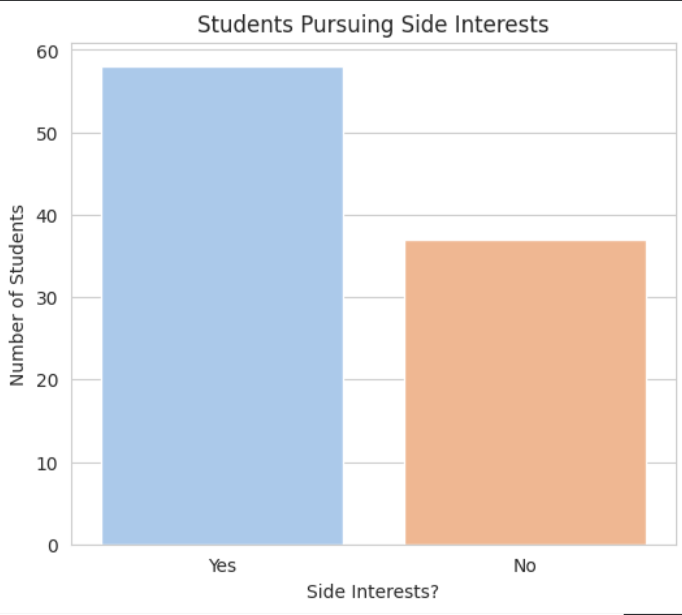 Students Pursuing Side Interests
60
50
40
30
20
10
0
Number of Students
Yes No
Side Interests?